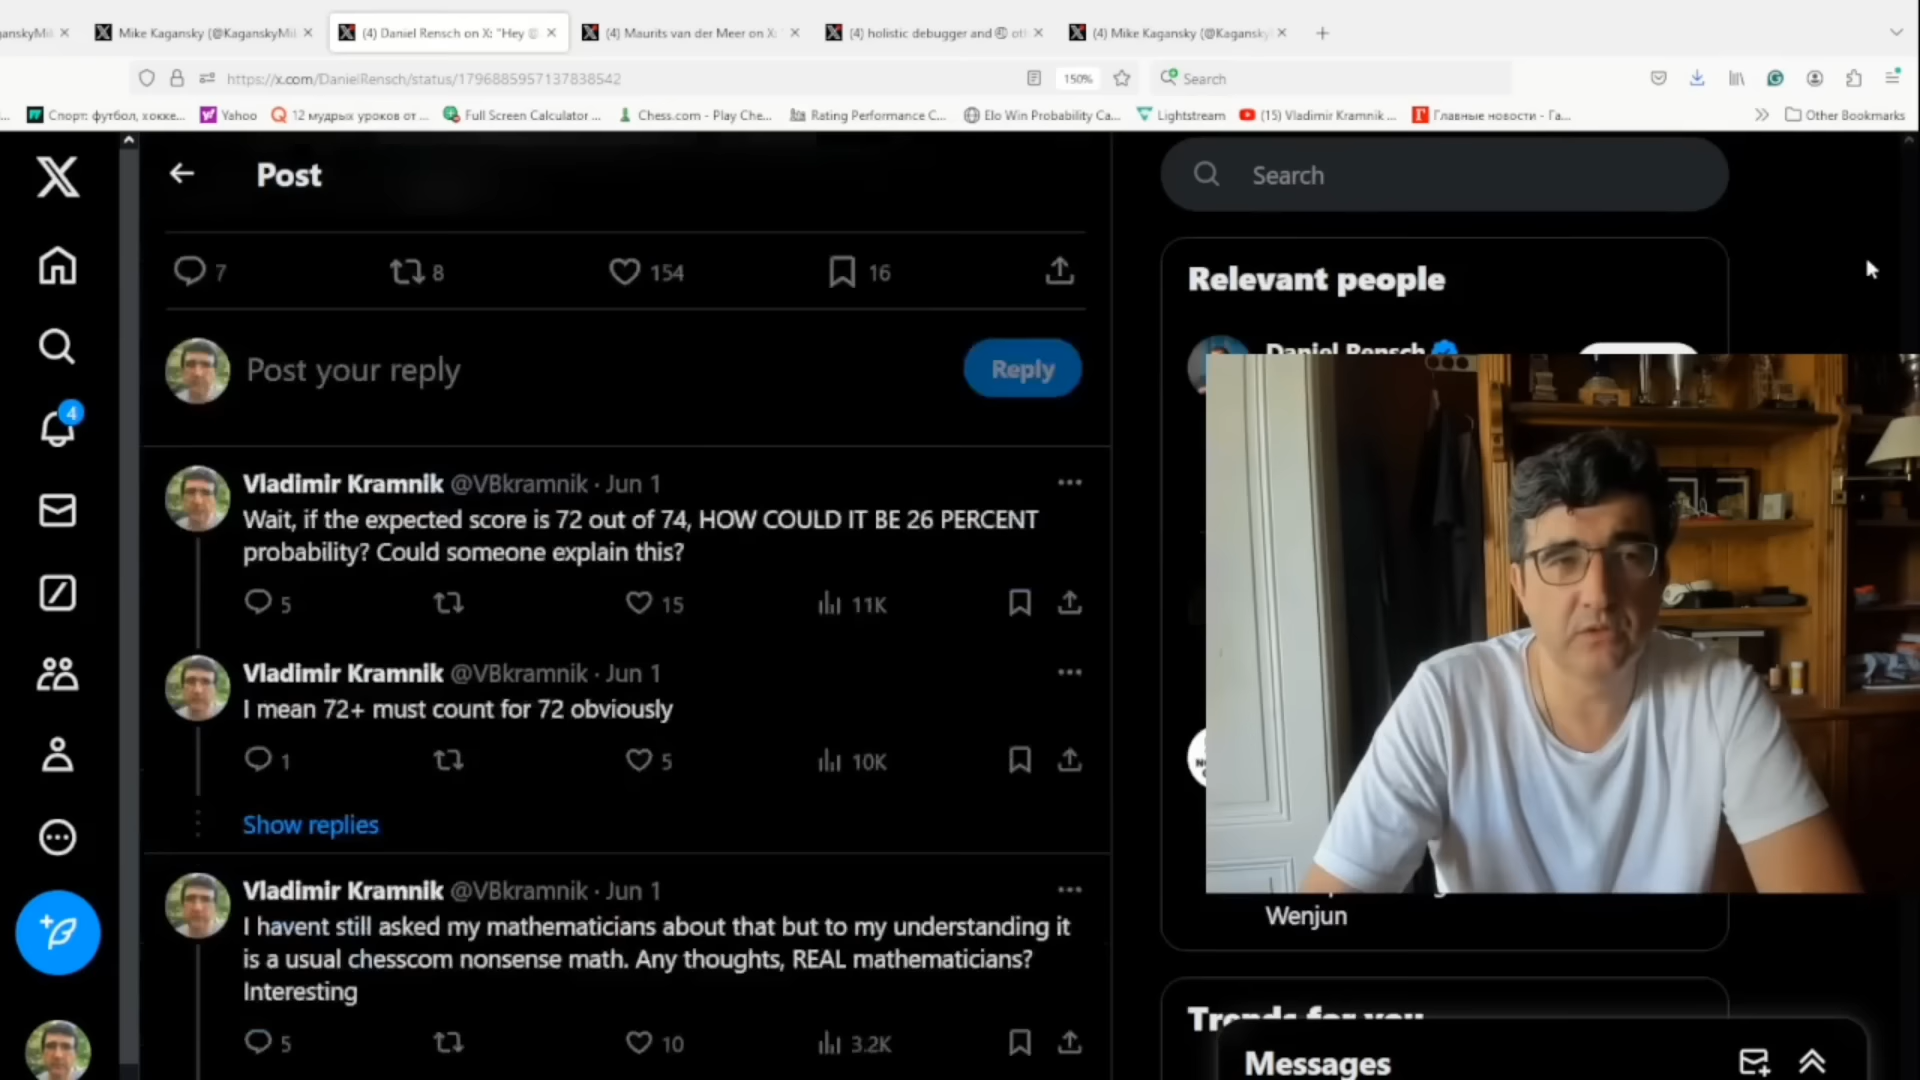 anskyMi
Mike Kagansky (@KaganskyMi
(4) Daniel Rensch on X: "Hey @
(4) Maurits van der Meer on X:
(4) holistic debugger and
(4) Mike Kagansky (@Kagansky
https://x.com/DanielRensch/status/1796885957137838542
150%
Search
Спорт: футбол, хокке...
Yahoo
12 мудрых уроков от ...
Full Screen Calculator ...
Chess.com - Play Che...
Rating Performance C...
Elo Win Probability Ca...
Lightstream
(15) Vladimir Kramnik ...
Главные новости - Га...
Other Bookmarks
Post
Search
7
8
154
16
Relevant people
Daniel Rensch
4
Post your reply
Reply
Vladimir Kramnik @VBkramnik · Jun 1
Wait, if the expected score is 72 out of 74, HOW COULD IT BE 26 PERCENT
probability? Could someone explain this?
5
15
11K
Vladimir Kramnik @VBkramnik · Jun 1
I mean 72+ must count for 72 obviously
1
5
10K
Show replies
Vladimir Kramnik @VBkramnik · Jun 1
I havent still asked my mathematicians about that but to my understanding it
is a usual chesscom nonsense math. Any thoughts, REAL mathematicians?
Interesting
5
10
3.2K
Wenjun
Trends for you
Messages